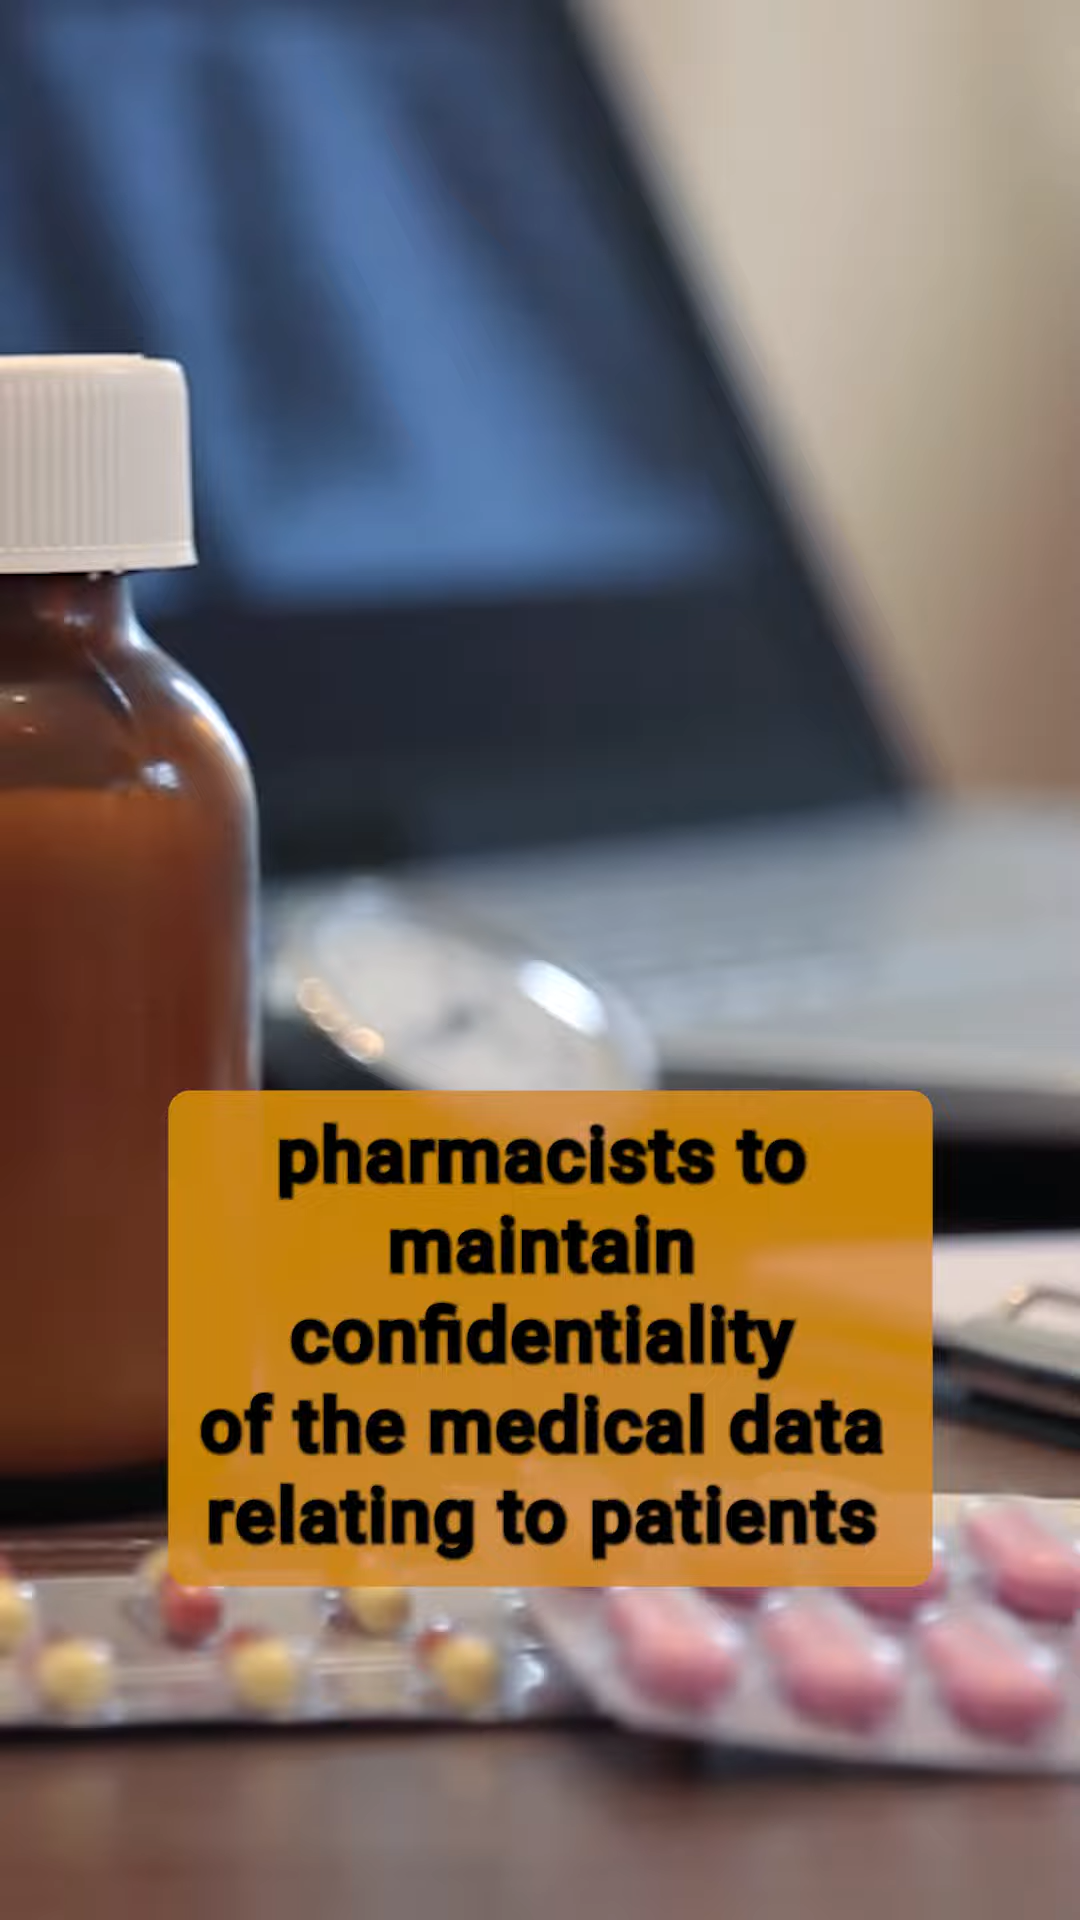 pharmacists to
maintain
confidentiality
of the medical data
relating to patients